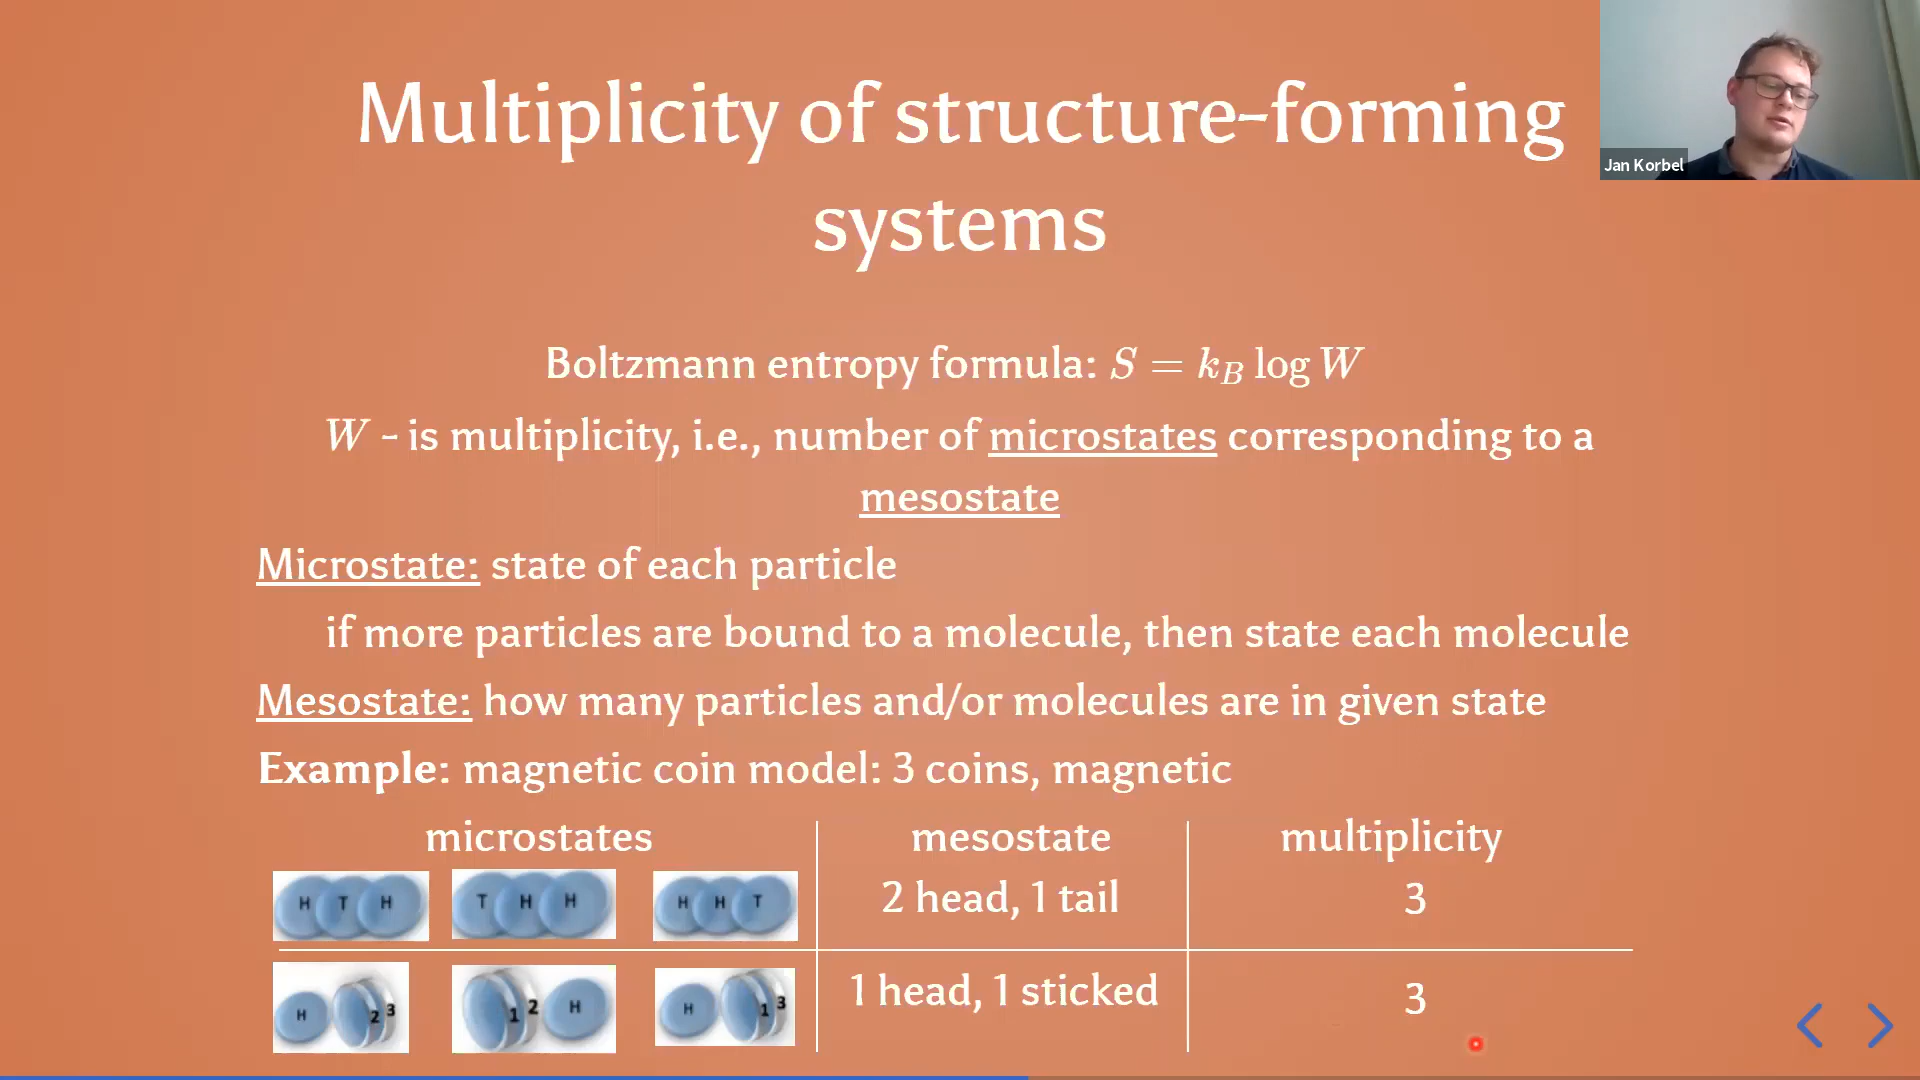 Multiplicity of structure-forming
systems
Jan Korbel
Boltzmann entropy formula: S = k_B log W
W - is multiplicity, i.e., number of microstates corresponding to a
mesostate
Microstate: state of each particle
if more particles are bound to a molecule, then state each molecule
Mesostate: how many particles and/or molecules are in given state
Example: magnetic coin model: 3 coins, magnetic
microstates mesostate multiplicity
H T H T H H H H T 2 head, 1 tail 3
H 2 3 1 2 H H 1 3 1 head, 1 sticked 3